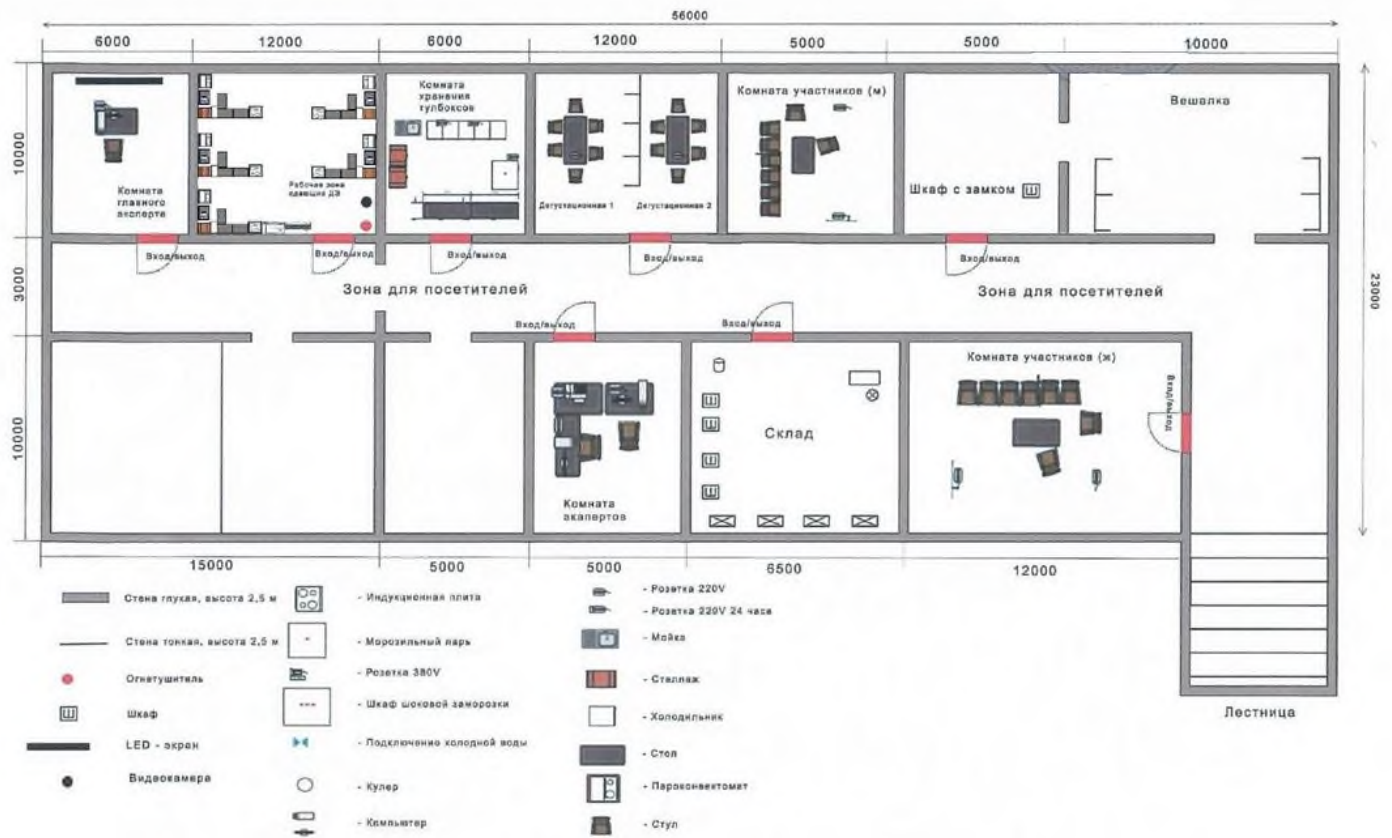 56000
6000
12000
6000
12000
5000
5000
10000
Комната
хранения
тулбоксов
Комната участников (м)
Вешалка
10000
Комната
главного
эксперте
Рабочая зона
сдающих ДЭ
Дегустационная 1
Дегустационная 2
Шкаф с замком
Ш
Вход/выход
Вход/выход
Вход/выход
Вход/выход
Вход/выход
3000
Зона для посетителей
Зона для посетителей
23000
Вход/выход
Вход/выход
Комната участников (ж)
Вход/выход
10000
Ш
Ш
Ш
Ш
Склад
Комната
экапертов
15000
5000
5000
6500
12000
Стена глухая, высота 2,5 м
- Индукционная плита
- Розетка 220V
- Розетка 220V 24 часа
Стена тонкая, высота 2,5 м
- Морозильный ларь
- Мойка
Огнетушитель
- Розетка 380V
- Стеллаж
Ш
Шкаф
- Шкаф шоковой заморозки
- Холодильник
LED - экран
- Подключение холодной воды
- Стол
Видеокамера
- Кулер
- Пароконвектомат
- Компьютер
- Стул
Лестница